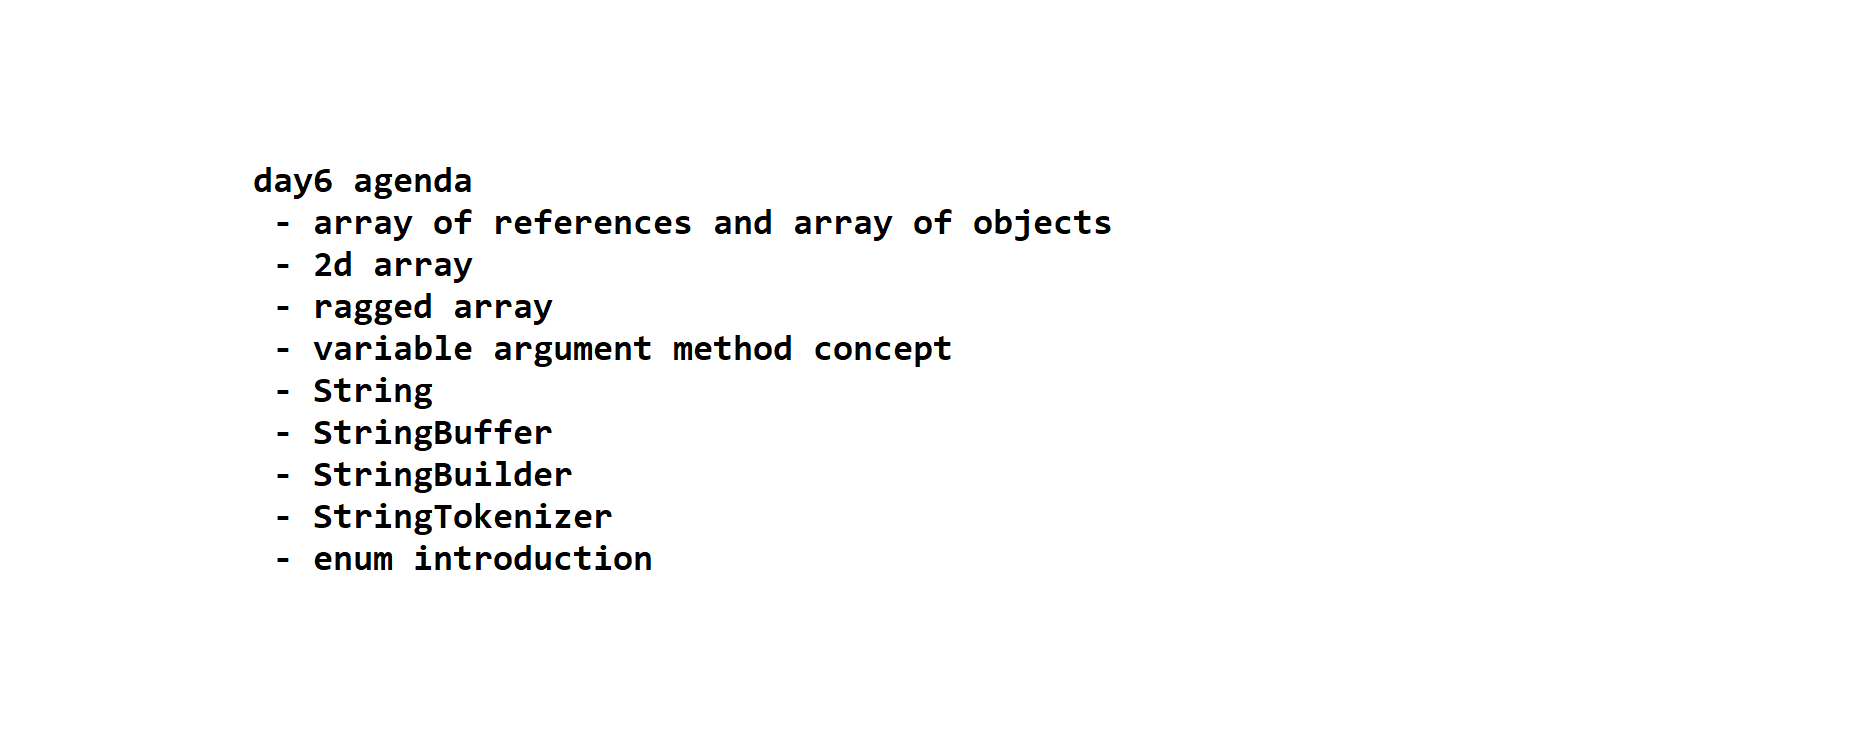 day6 agenda
- array of references and array of objects
- 2d array
- ragged array
- variable argument method concept
- String
- StringBuffer
- StringBuilder
- StringTokenizer
- enum introduction